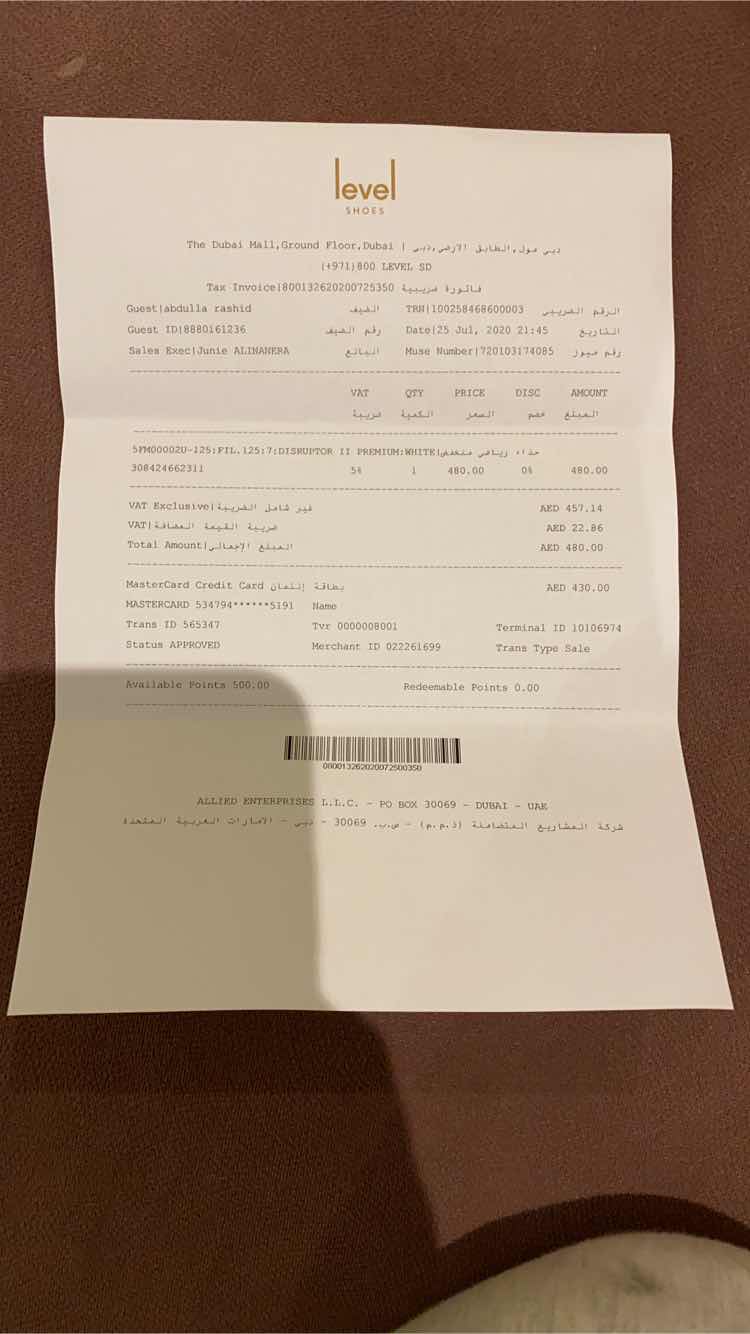 level
SHOES
The Dubai Mall,Ground Floor,Dubai | دبي مول,الطابق الارضي,دبي
(+971)800 LEVEL SD
Tax Invoice|800132620200725350 فاتورة ضريبية
Guest|abdulla rashid الضيف TRN|100258468600003 الرقم الضريبي
Guest ID|8880161236 رقم الضيف Date|25 Jul, 2020 21:45 التاريخ
Sales Exec|Junie ALINANERA البائع Muse Number|720103174085 رقم ميوز
VAT QTY PRICE DISC AMOUNT
ضريبة الكمية السعر خصم المبلغ
5FM00002U-125:FIL.125:7:DISRUPTOR II PREMIUM:WHITE|حذاء رياضي منخفض
308424662311 5% 1 480.00 0% 480.00
VAT Exclusive|غير شامل الضريبة AED 457.14
VAT|ضريبة القيمة المضافة AED 22.86
Total Amount|المبلغ الإجمالي AED 480.00
MasterCard Credit Card بطاقة إئتمان AED 430.00
MASTERCARD 534794******5191 Name
Trans ID 565347 Tvr 0000008001 Terminal ID 10106974
Status APPROVED Merchant ID 022261699 Trans Type Sale
Available Points 500.00 Redeemable Points 0.00
080013262020072500350
ALLIED ENTERPRISES L.L.C. - PO BOX 30069 - DUBAI - UAE
شركة المشاريع المتضامنة (ذ.م.م) - ص.ب. 30069 - دبي - الامارات العربية المتحدة